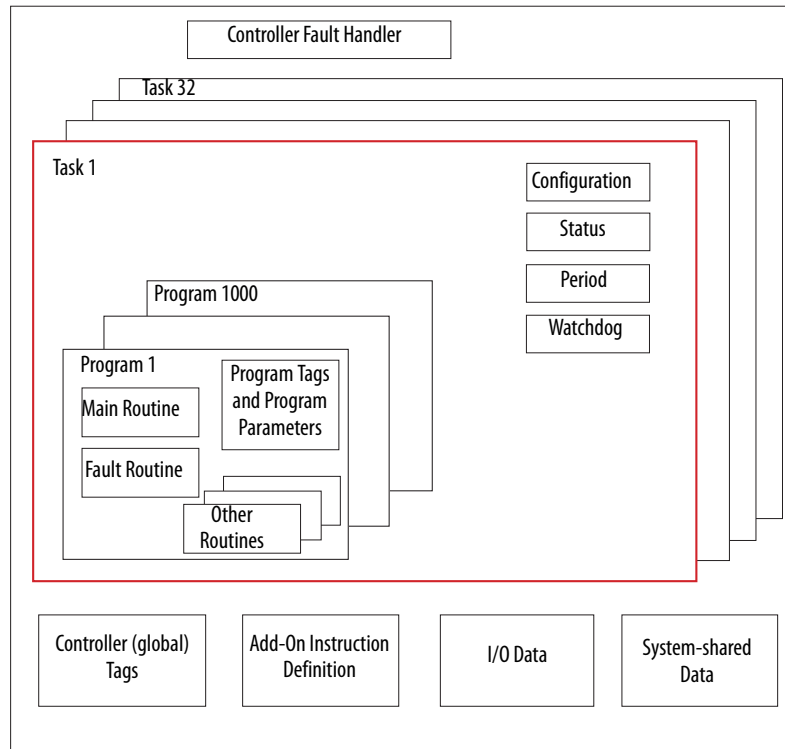 Controller Fault Handler
Task 32
Task 1
Configuration
Status
Period
Watchdog
Program 1000
Program 1
Main Routine
Fault Routine
Program Tags
and Program
Parameters
Other
Routines
Controller (global)
Tags
Add-On Instruction
Definition
I/O Data
System-shared
Data